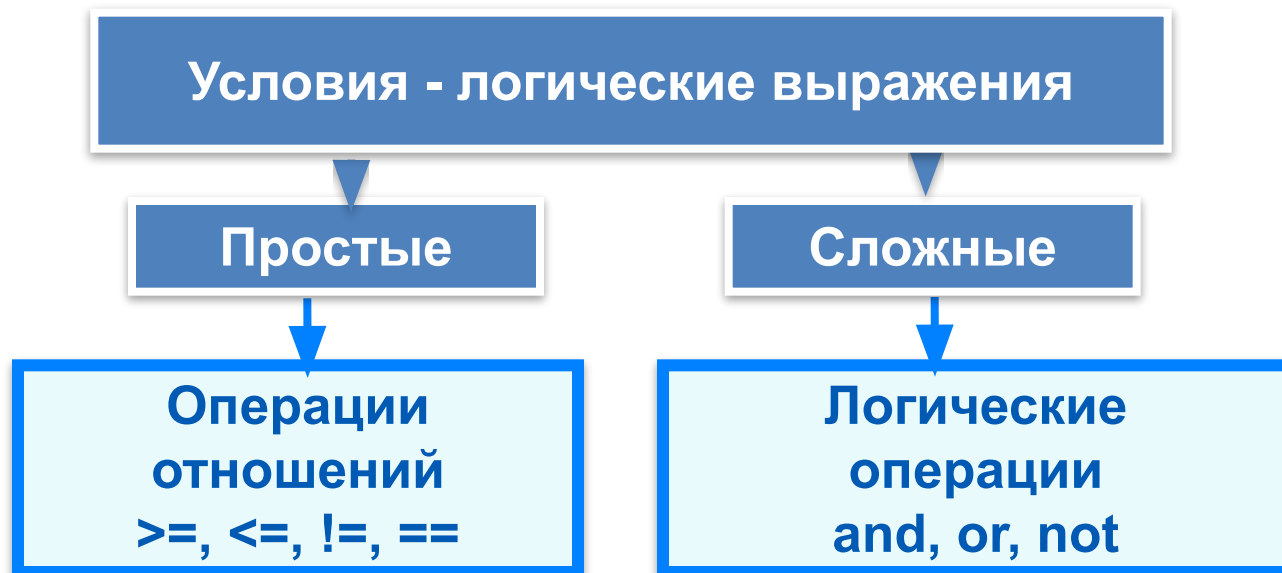 Условия - логические выражения
Простые
Сложные
Операции
отношений
>=, <=, !=, ==
Логические
операции
and, or, not